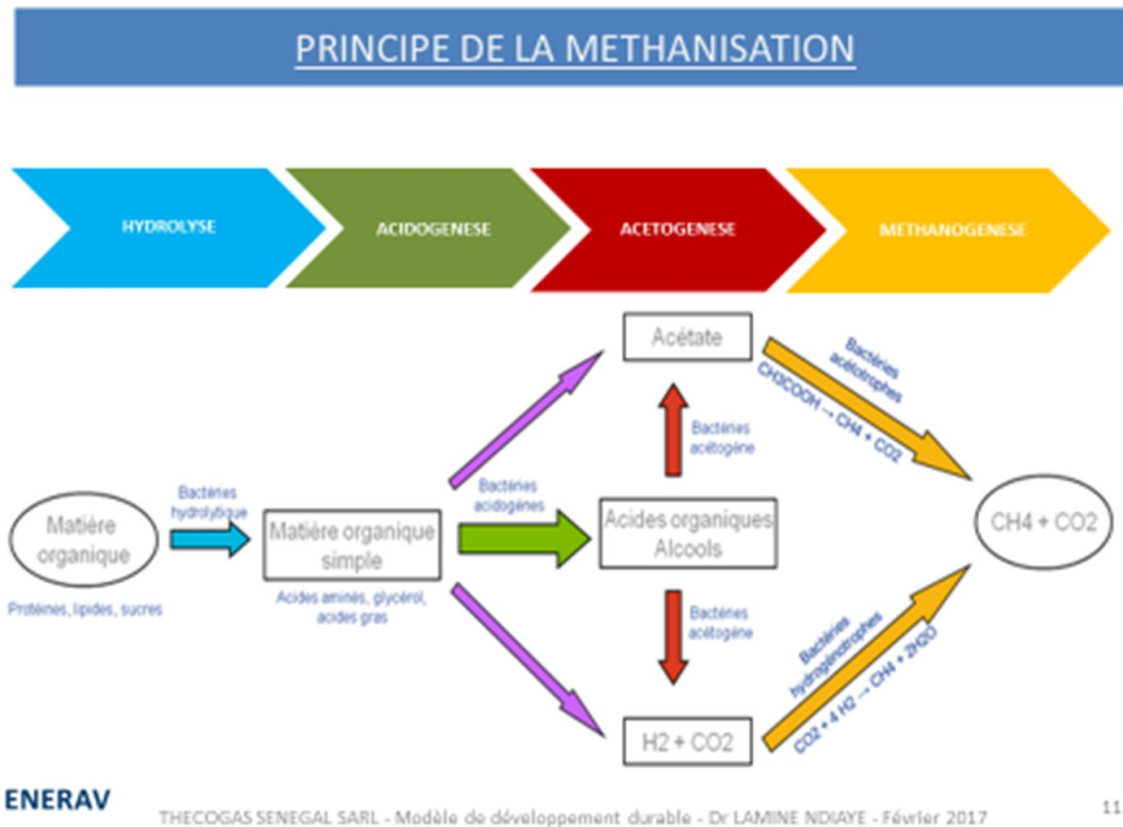 PRINCIPE DE LA METHANISATION
HYDROLYSE
ACIDOGENESE
ACETOGENESE
METHANOGENESE
Acétate
Bactéries
acétotrophes
CH3COOH → CH4 + CO2
Bactéries
acétogène
Bactéries
hydrolytique
Bactéries
acidogènes
Matière
organique
Matière organique
simple
Acides organiques
Alcools
CH4 + CO2
Protéines, lipides, sucres
Acides aminés, glycérol,
acides gras
Bactéries
acétogène
Bactéries
hydrogénotrophes
CO2 + 4 H2 → CH4 + 2H2O
H2 + CO2
ENERAV
THECOGAS SENEGAL SARL - Modèle de développement durable - Dr LAMINE NDIAYE - Février 2017
11